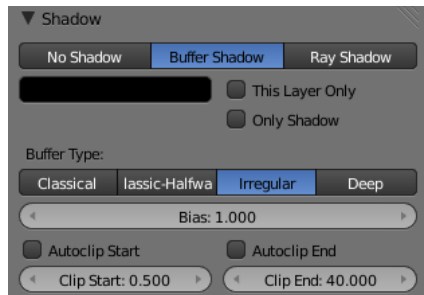 Shadow
No Shadow Buffer Shadow Ray Shadow
This Layer Only
Only Shadow
Buffer Type:
Classical lassic-Halfwa Irregular Deep
Bias: 1.000
Autoclip Start Autoclip End
Clip Start: 0.500 Clip End: 40.000